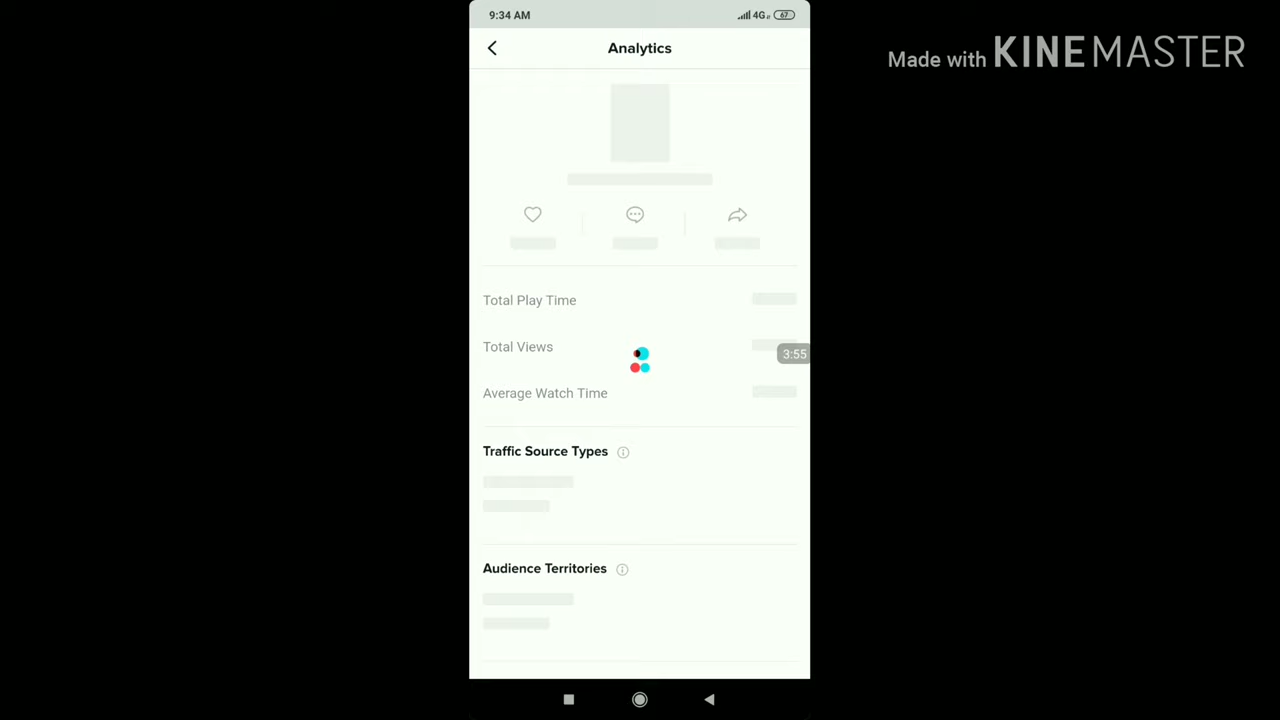 9:34 AM
4G
67
Made with KINEMASTER
Analytics
Total Play Time
Total Views
3:55
Average Watch Time
Traffic Source Types
Audience Territories